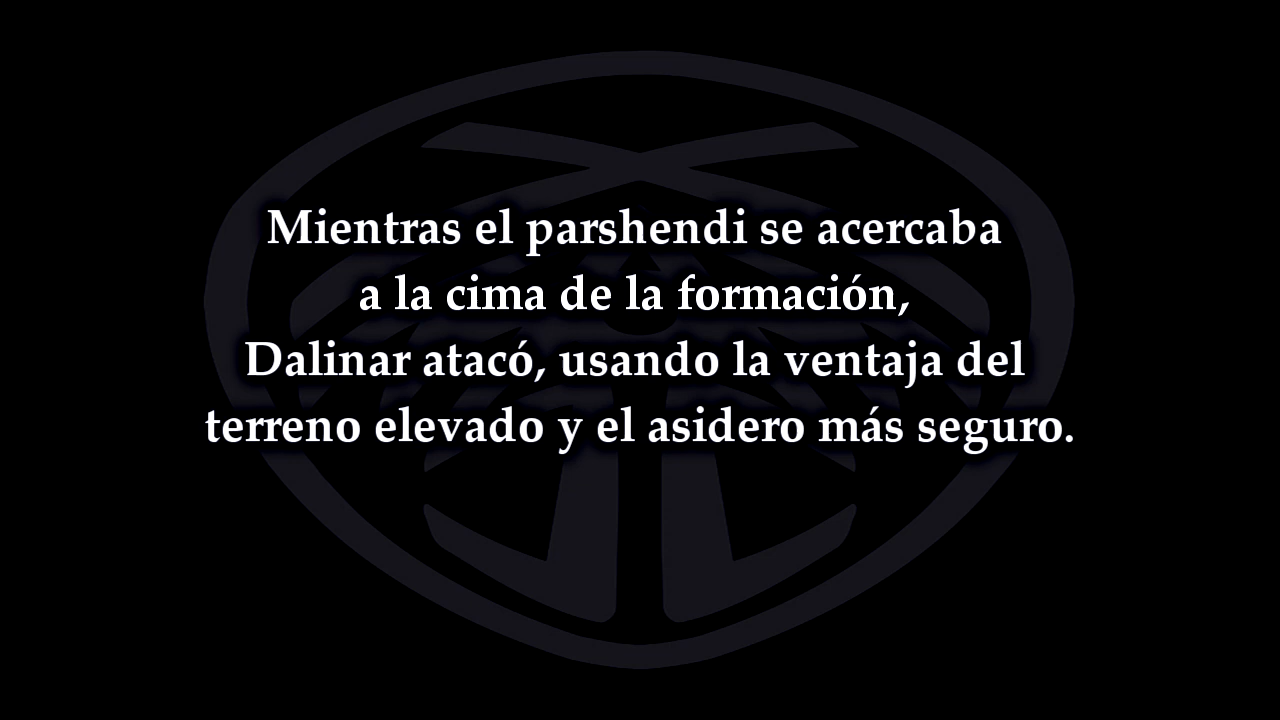 Mientras el parshendi se acercaba
a la cima de la formación,
Dalinar atacó, usando la ventaja del
terreno elevado y el asidero más seguro.